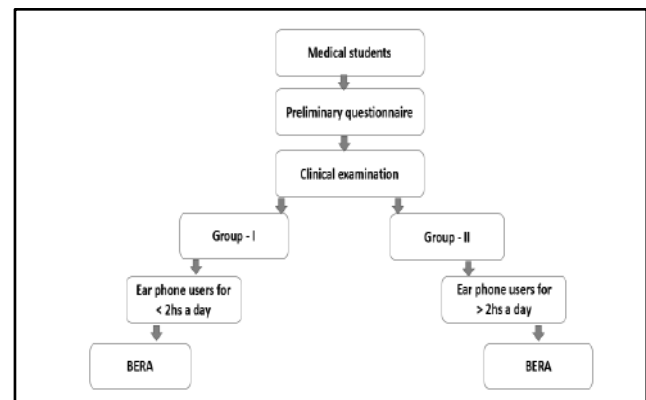 Medical students
Preliminary questionnaire
Clinical examination
Group - I
Group - II
Ear phone users for
< 2hs a day
Ear phone users for
> 2hs a day
BERA
BERA